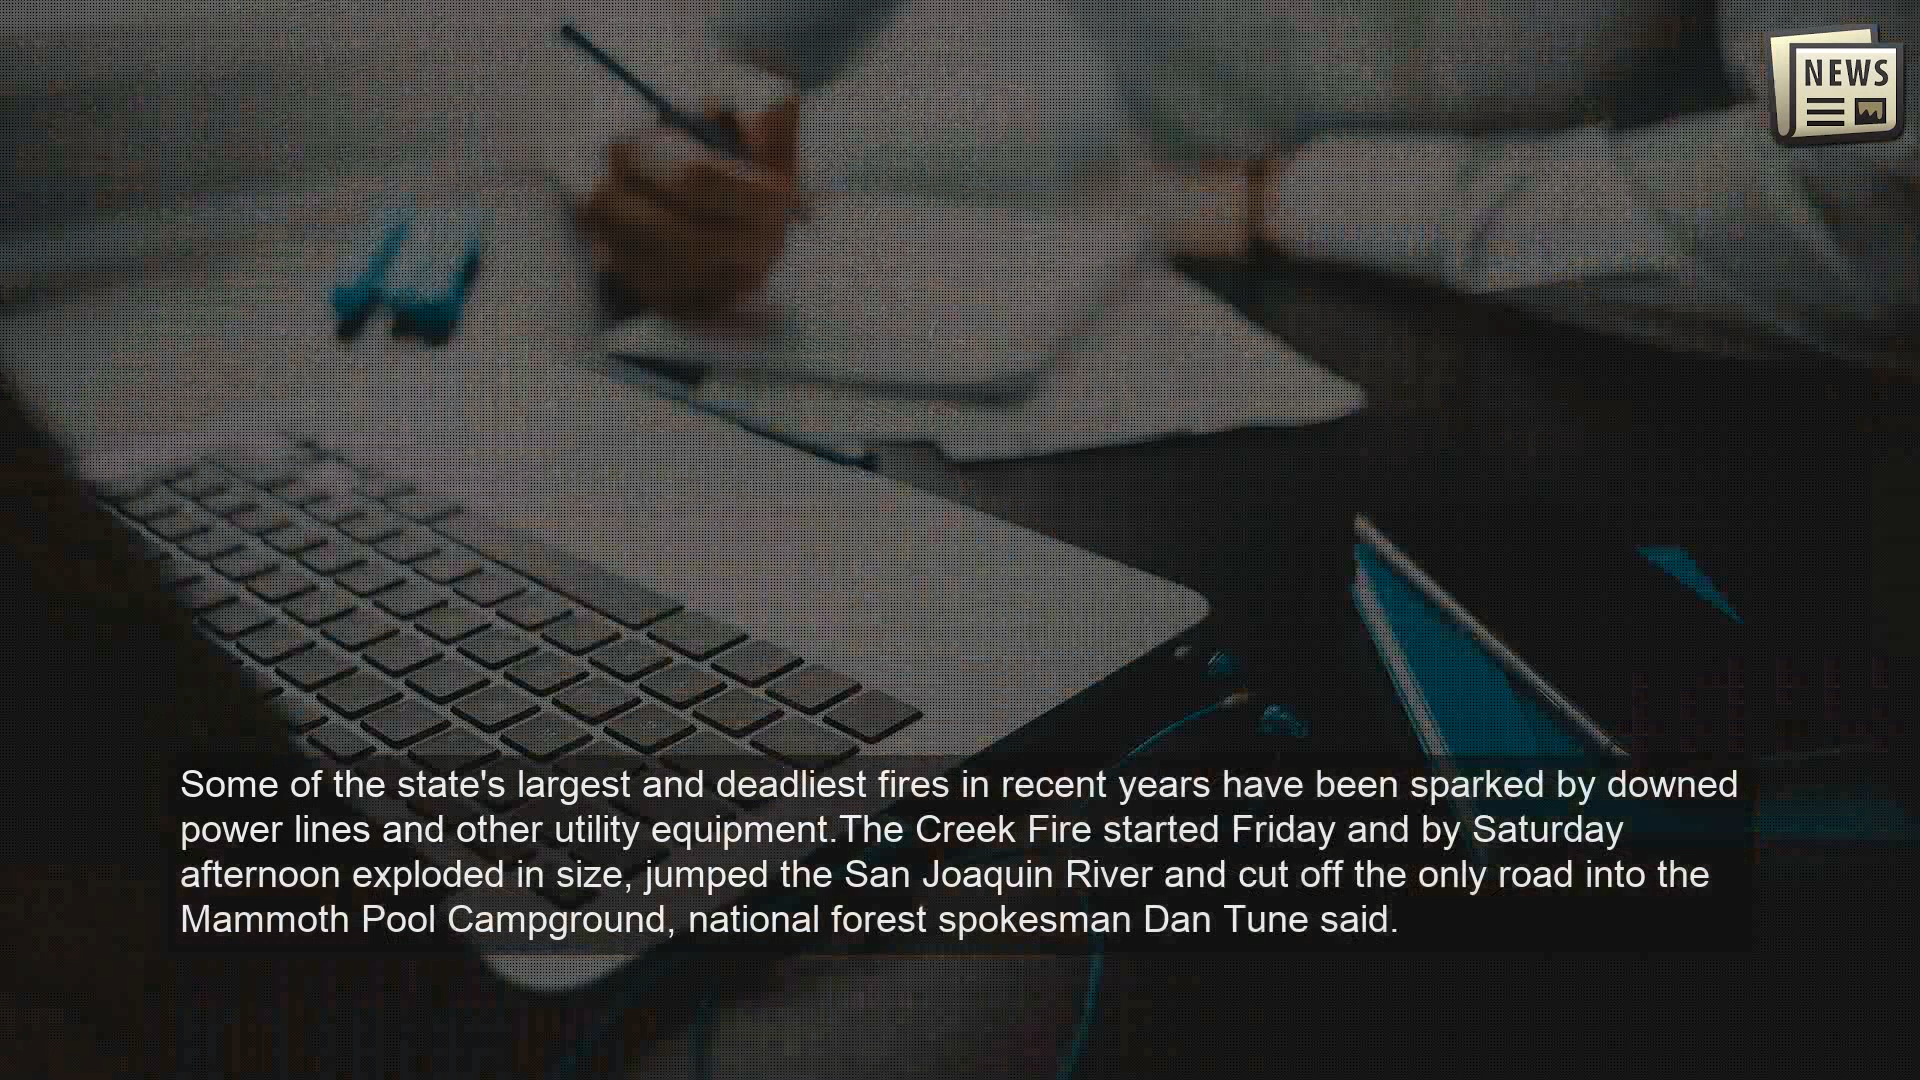 NEWS
Some of the state's largest and deadliest fires in recent years have been sparked by downed
power lines and other utility equipment.The Creek Fire started Friday and by Saturday
afternoon exploded in size, jumped the San Joaquin River and cut off the only road into the
Mammoth Pool Campground, national forest spokesman Dan Tune said.